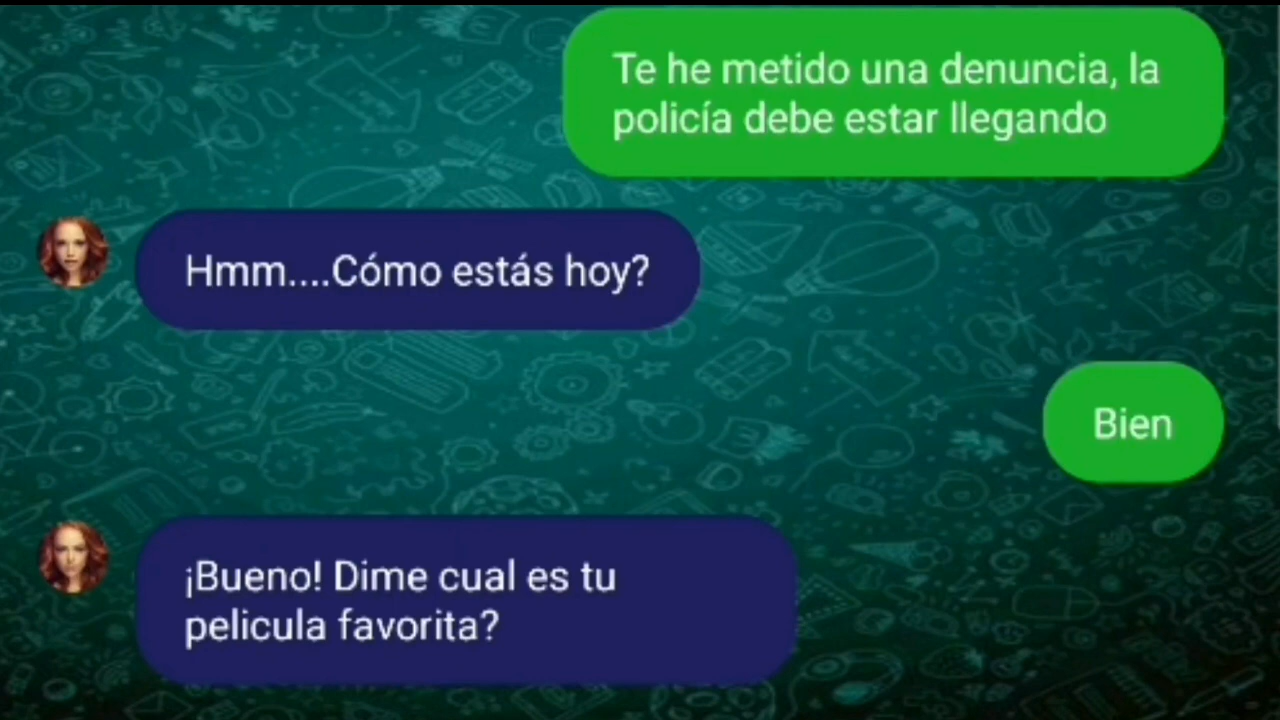 Te he metido una denuncia, la
policía debe estar llegando
Hmm....Cómo estás hoy?
Bien
¡Bueno! Dime cual es tu
pelicula favorita?